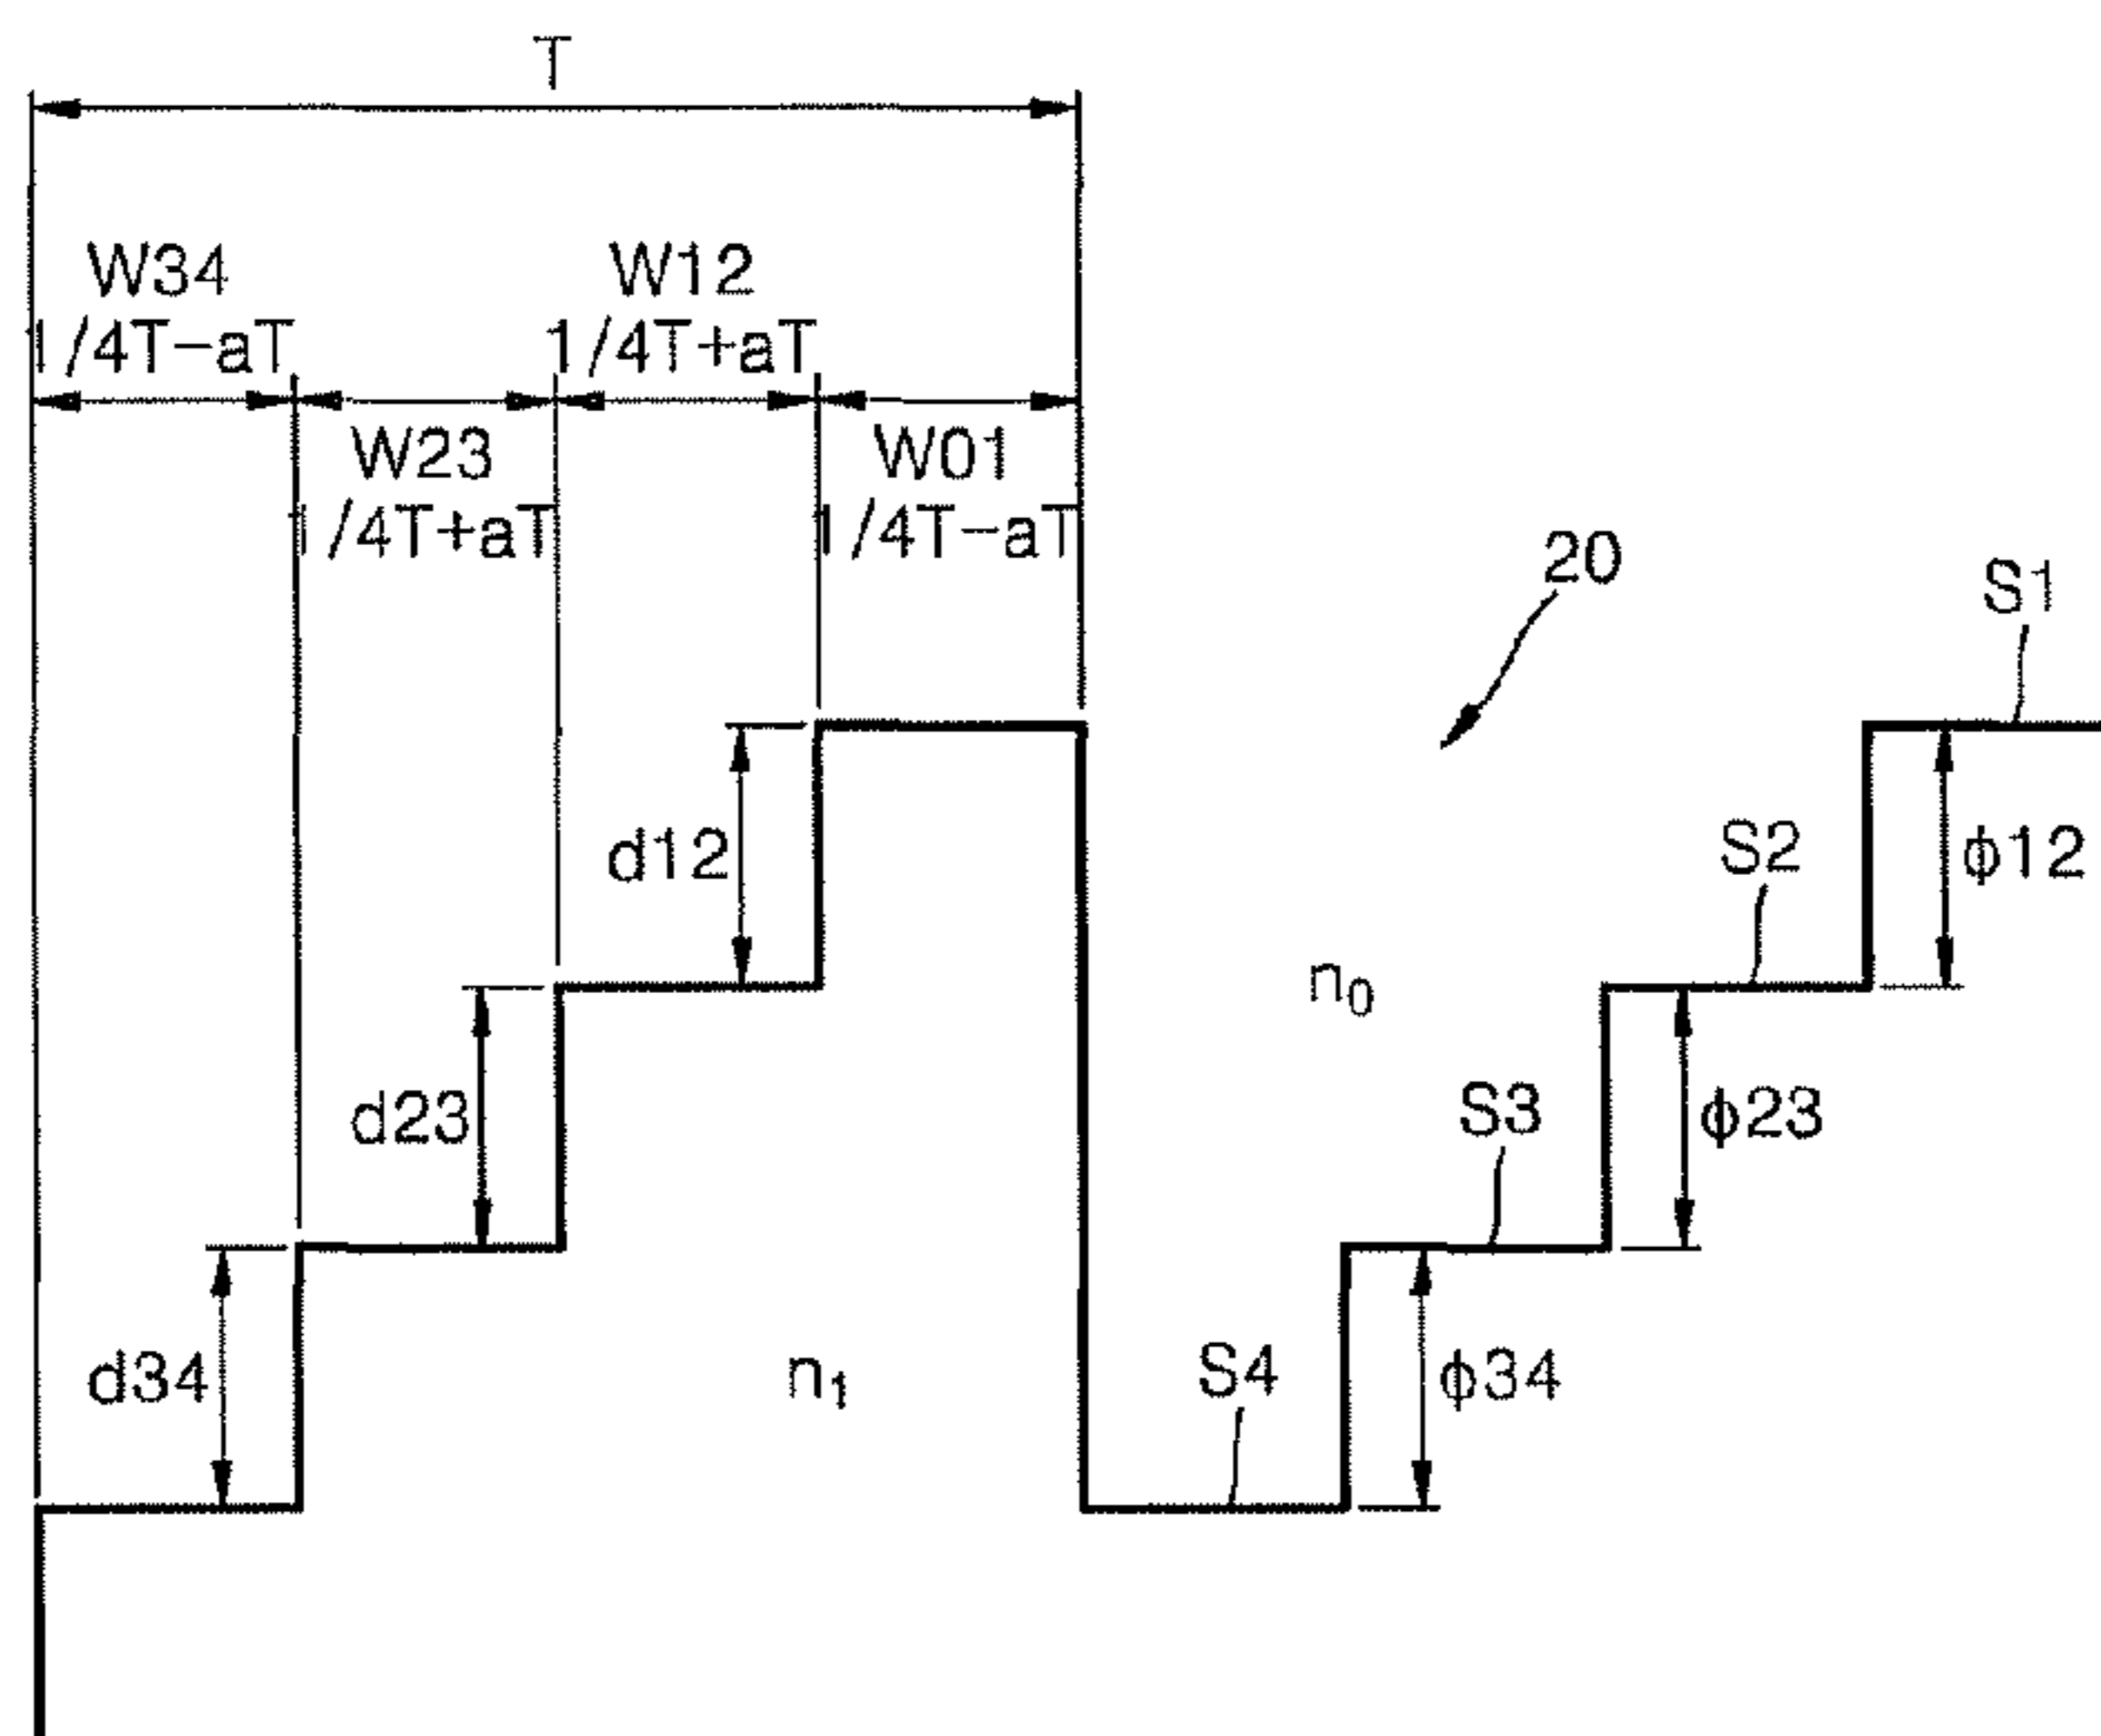 T
W34
1/4T-aT
W12
1/4T+aT
W23
1/4T+aT
W01
1/4T-aT
20
S1
d12
S2
ϕ12
n0
d23
S3
ϕ23
d34
n1
S4
ϕ34